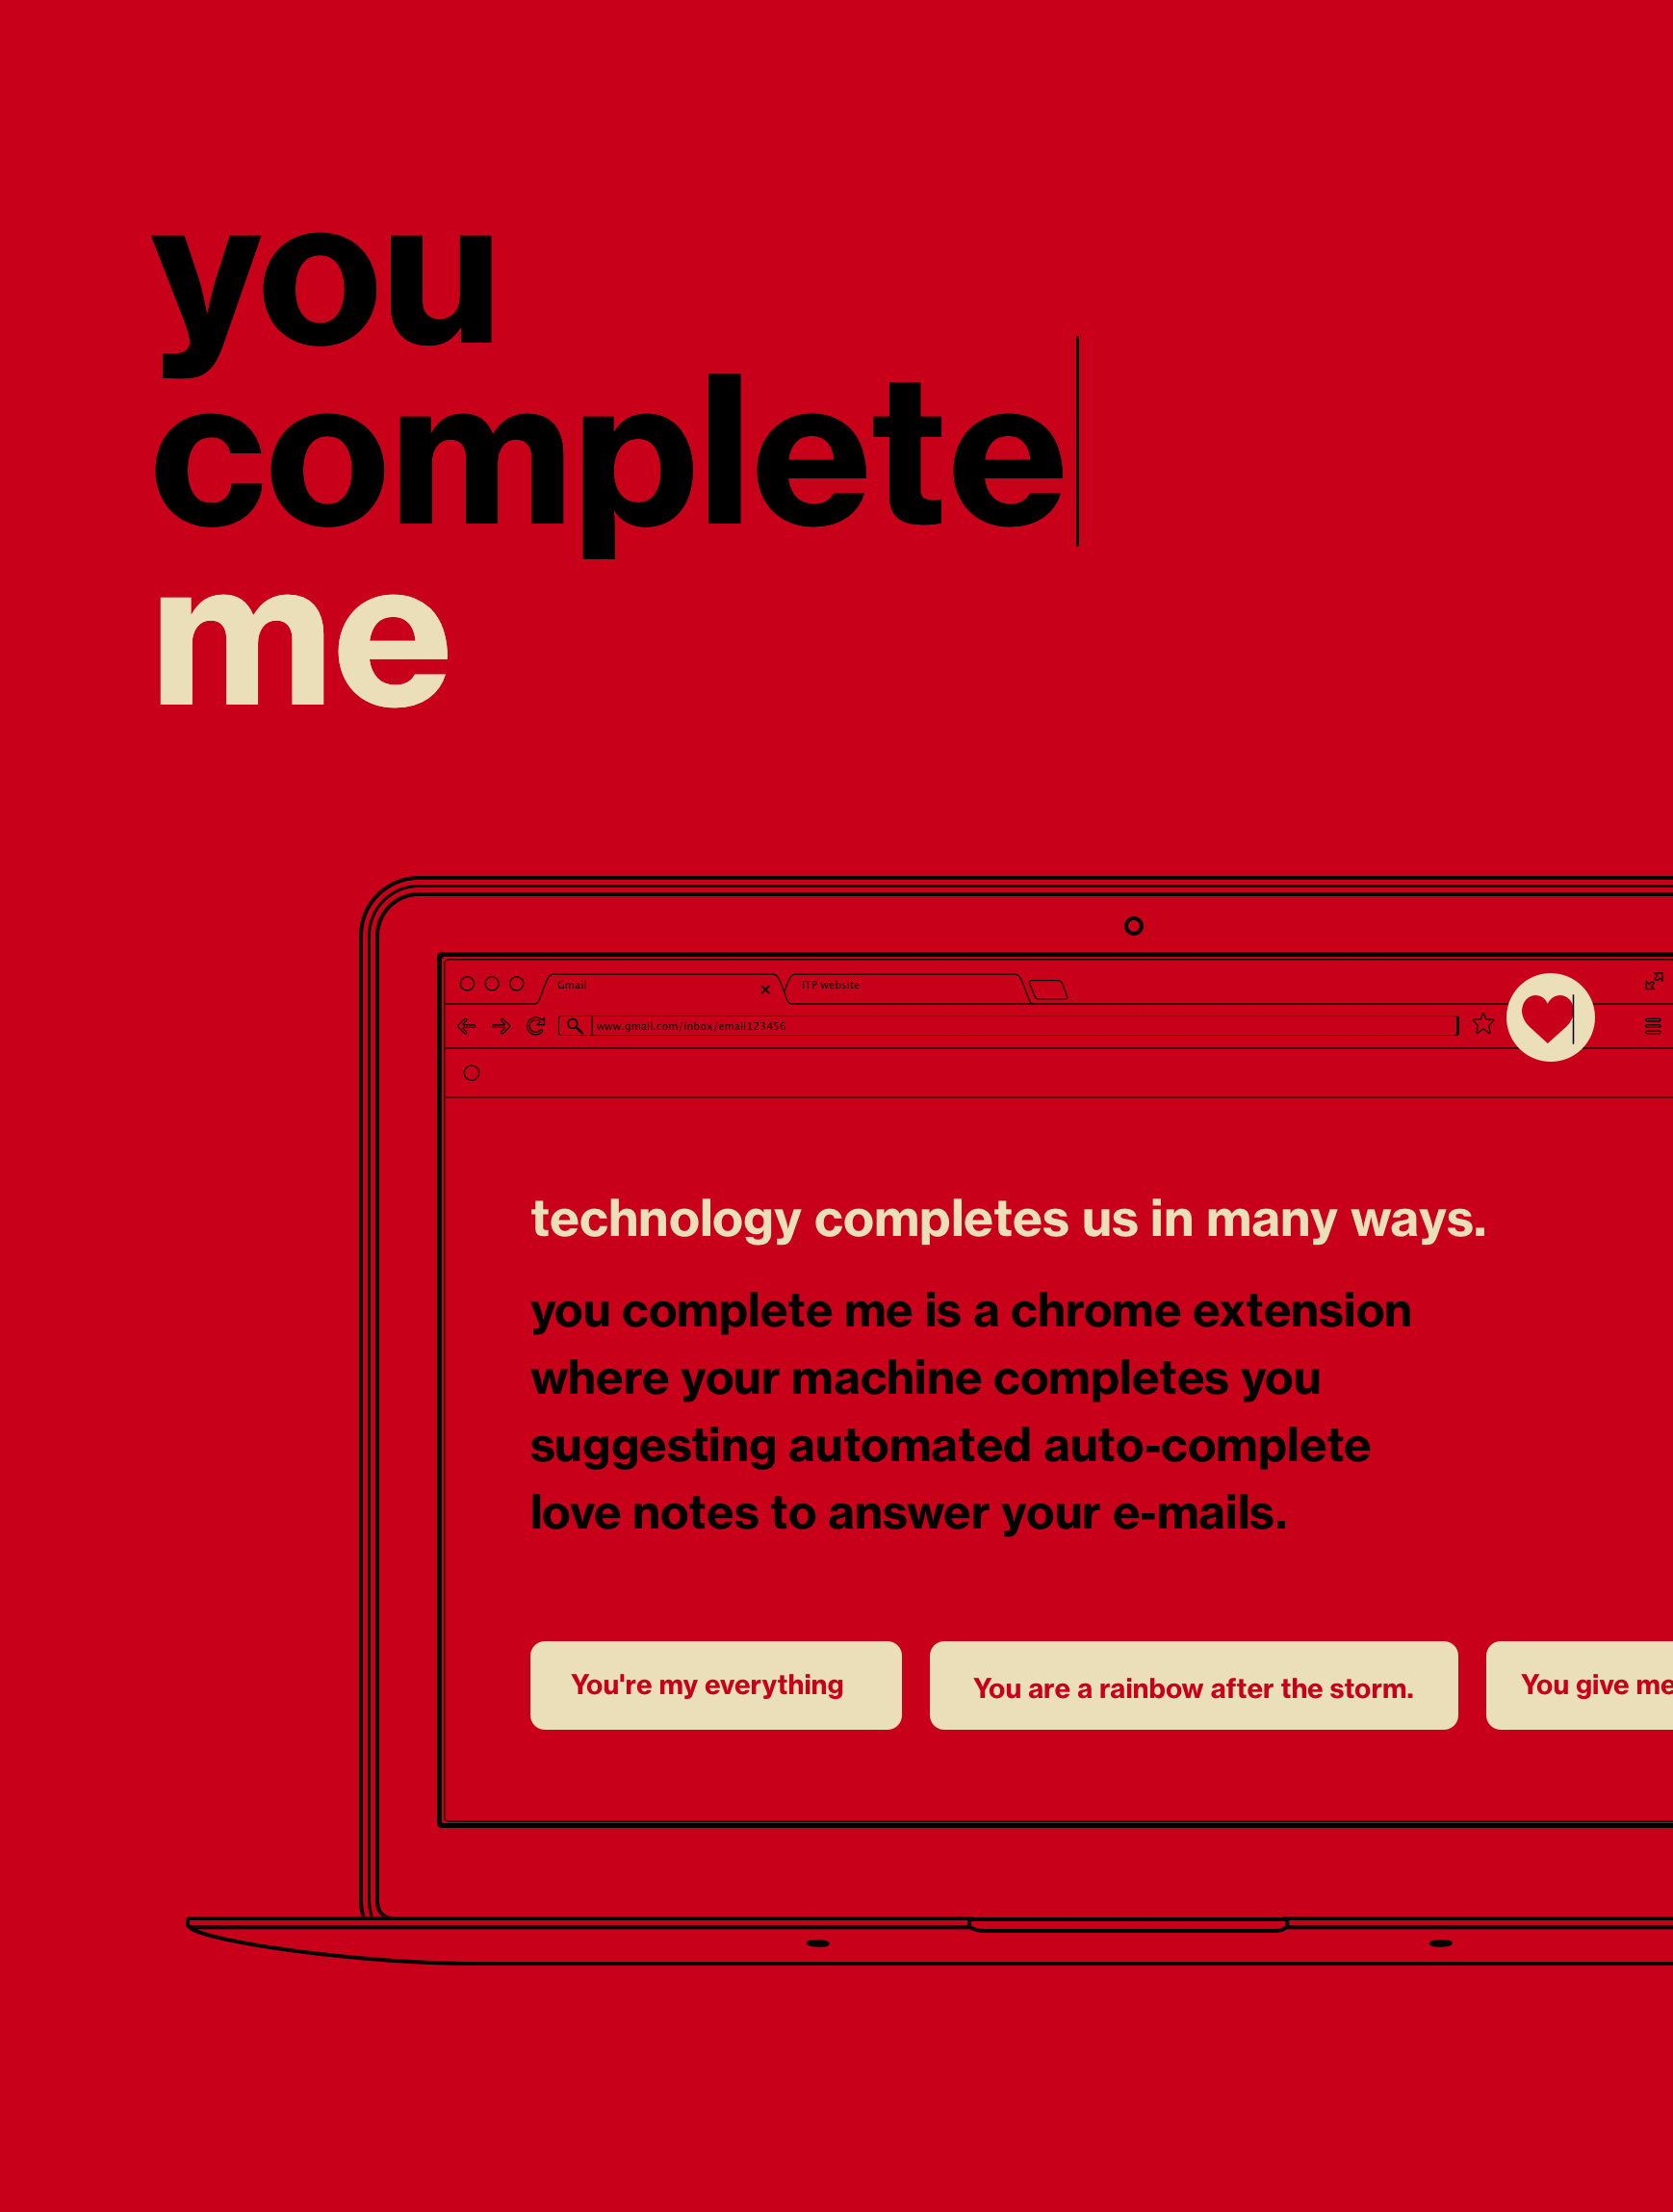 you
complete
me
Gmail
ITP website
www.gmail.com/inbox/email123456
technology completes us in many ways.
you complete me is a chrome extension
where your machine completes you
suggesting automated auto-complete
love notes to answer your e-mails.
You're my everything
You are a rainbow after the storm.
You give me